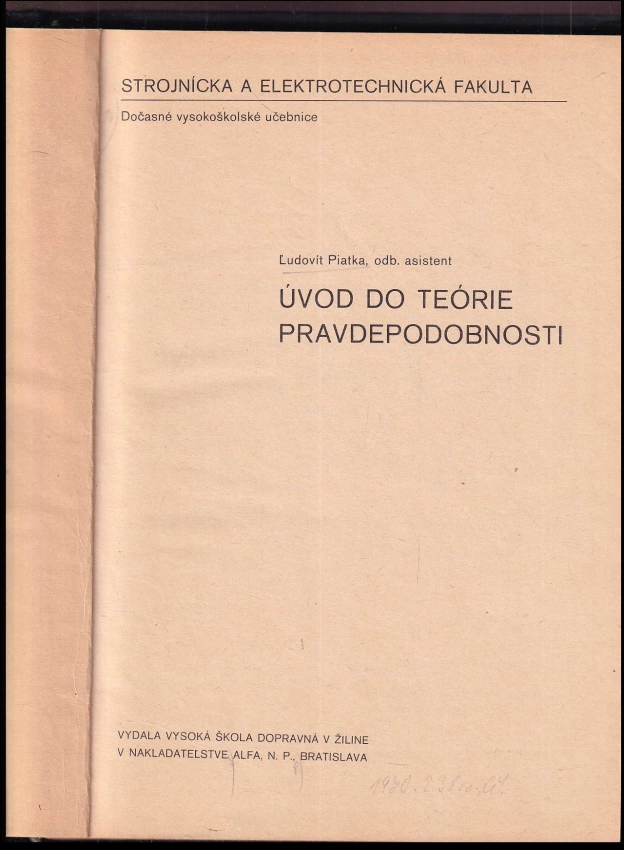 STROJNÍCKA A ELEKTROTECHNICKÁ FAKULTA
Dočasné vysokoškolské učebnice
Ľudovít Piatka, odb. asistent
ÚVOD DO TEÓRIE
PRAVDEPODOBNOSTI
VYDALA VYSOKÁ ŠKOLA DOPRAVNÁ V ŽILINE
V NAKLADATEĽSTVE ALFA, N. P., BRATISLAVA